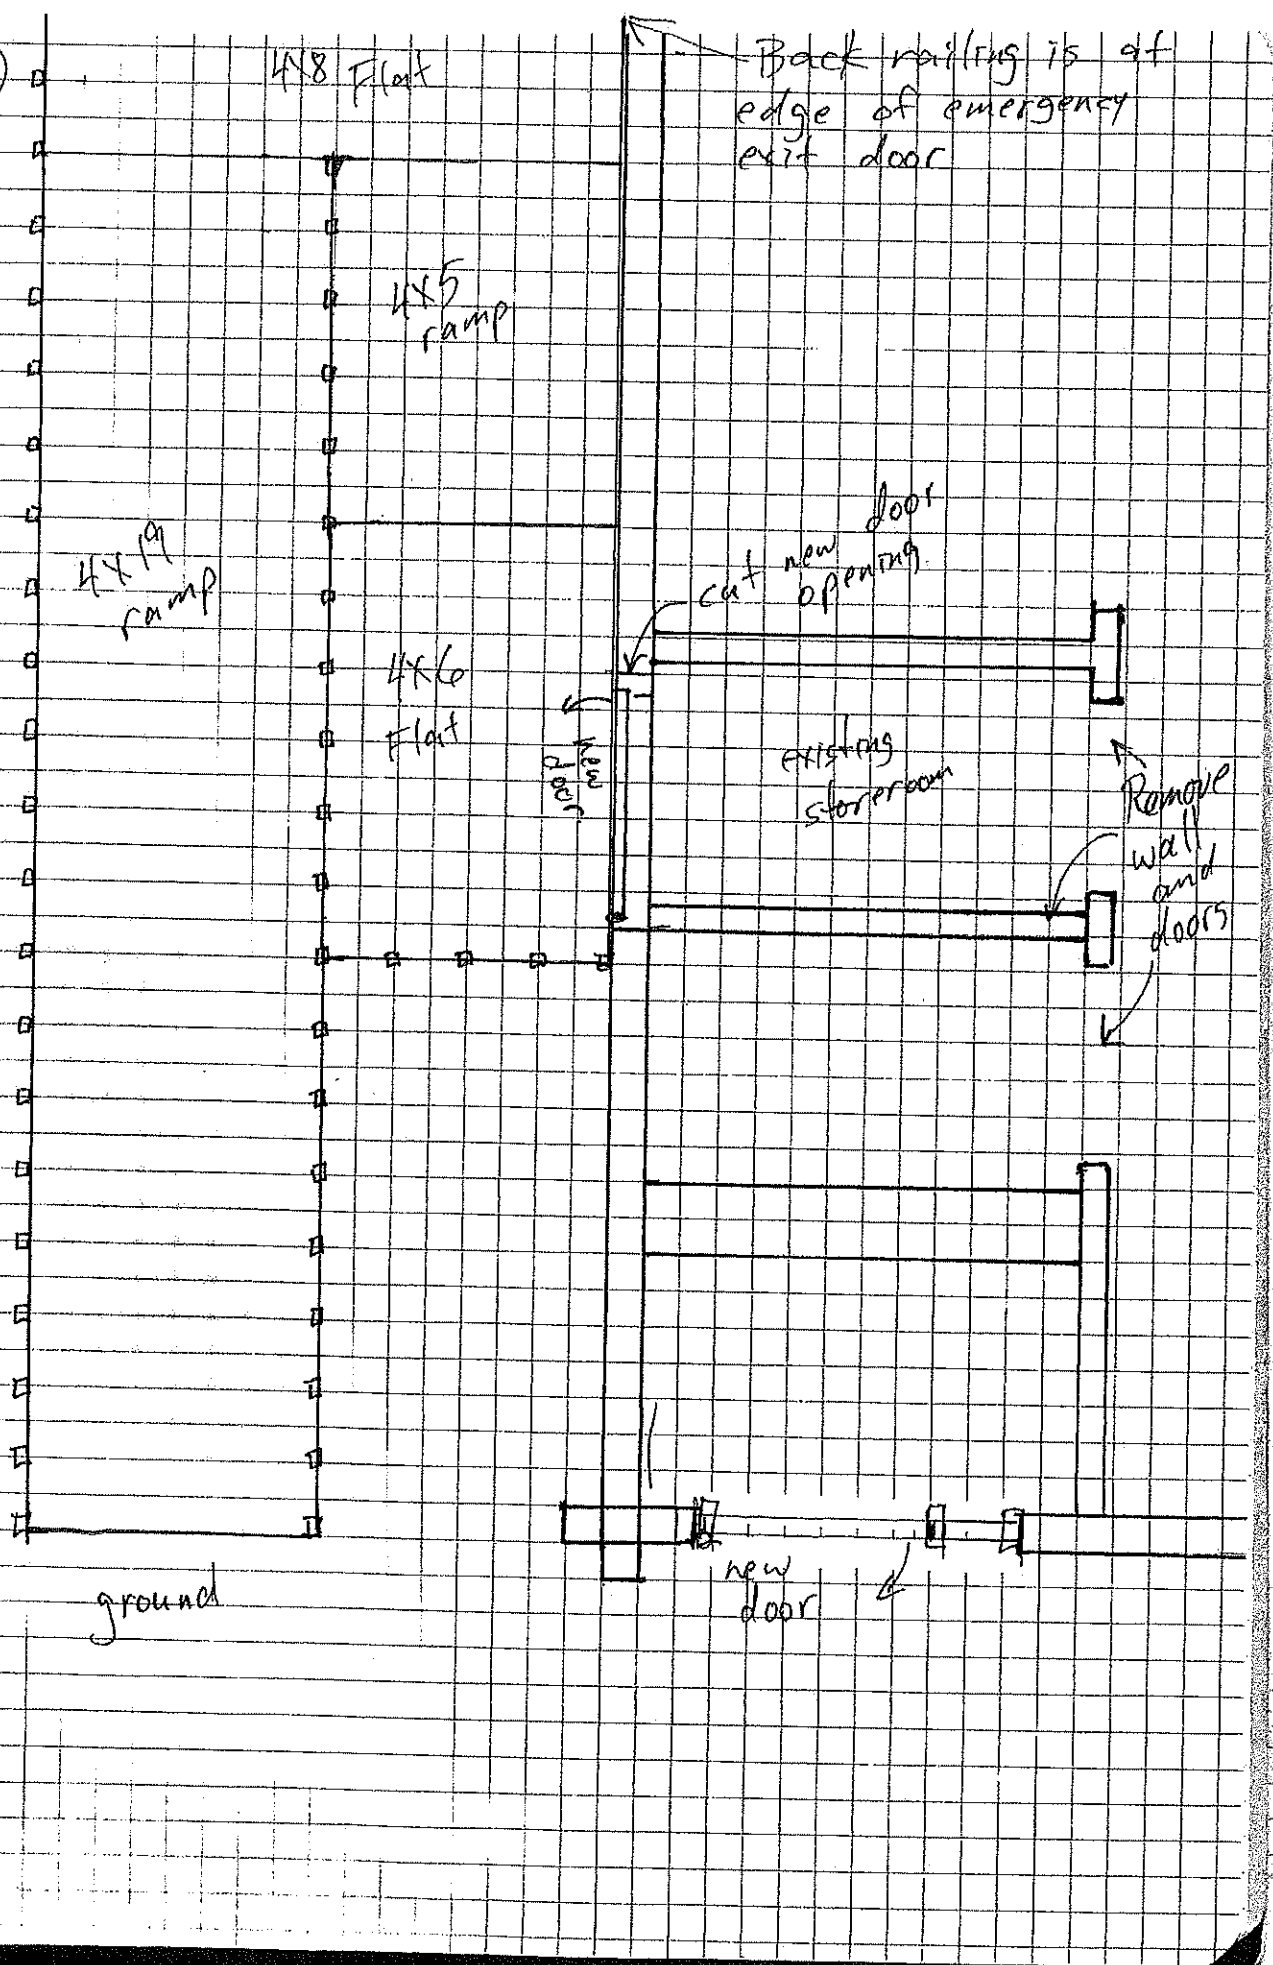 4X8 Flat
Back railing is at
edge of emergency
exit door
4X5
ramp
cut new door
opening
4X19
ramp
4X6
Flat
new
door
existing
storeroom
Remove
wall
and
doors
new
door
ground